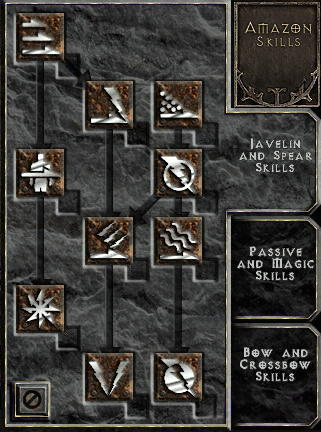 Amazon
Skills
Javelin
and Spear
Skills
Passive
and Magic
Skills
Bow and
Crossbow
Skills